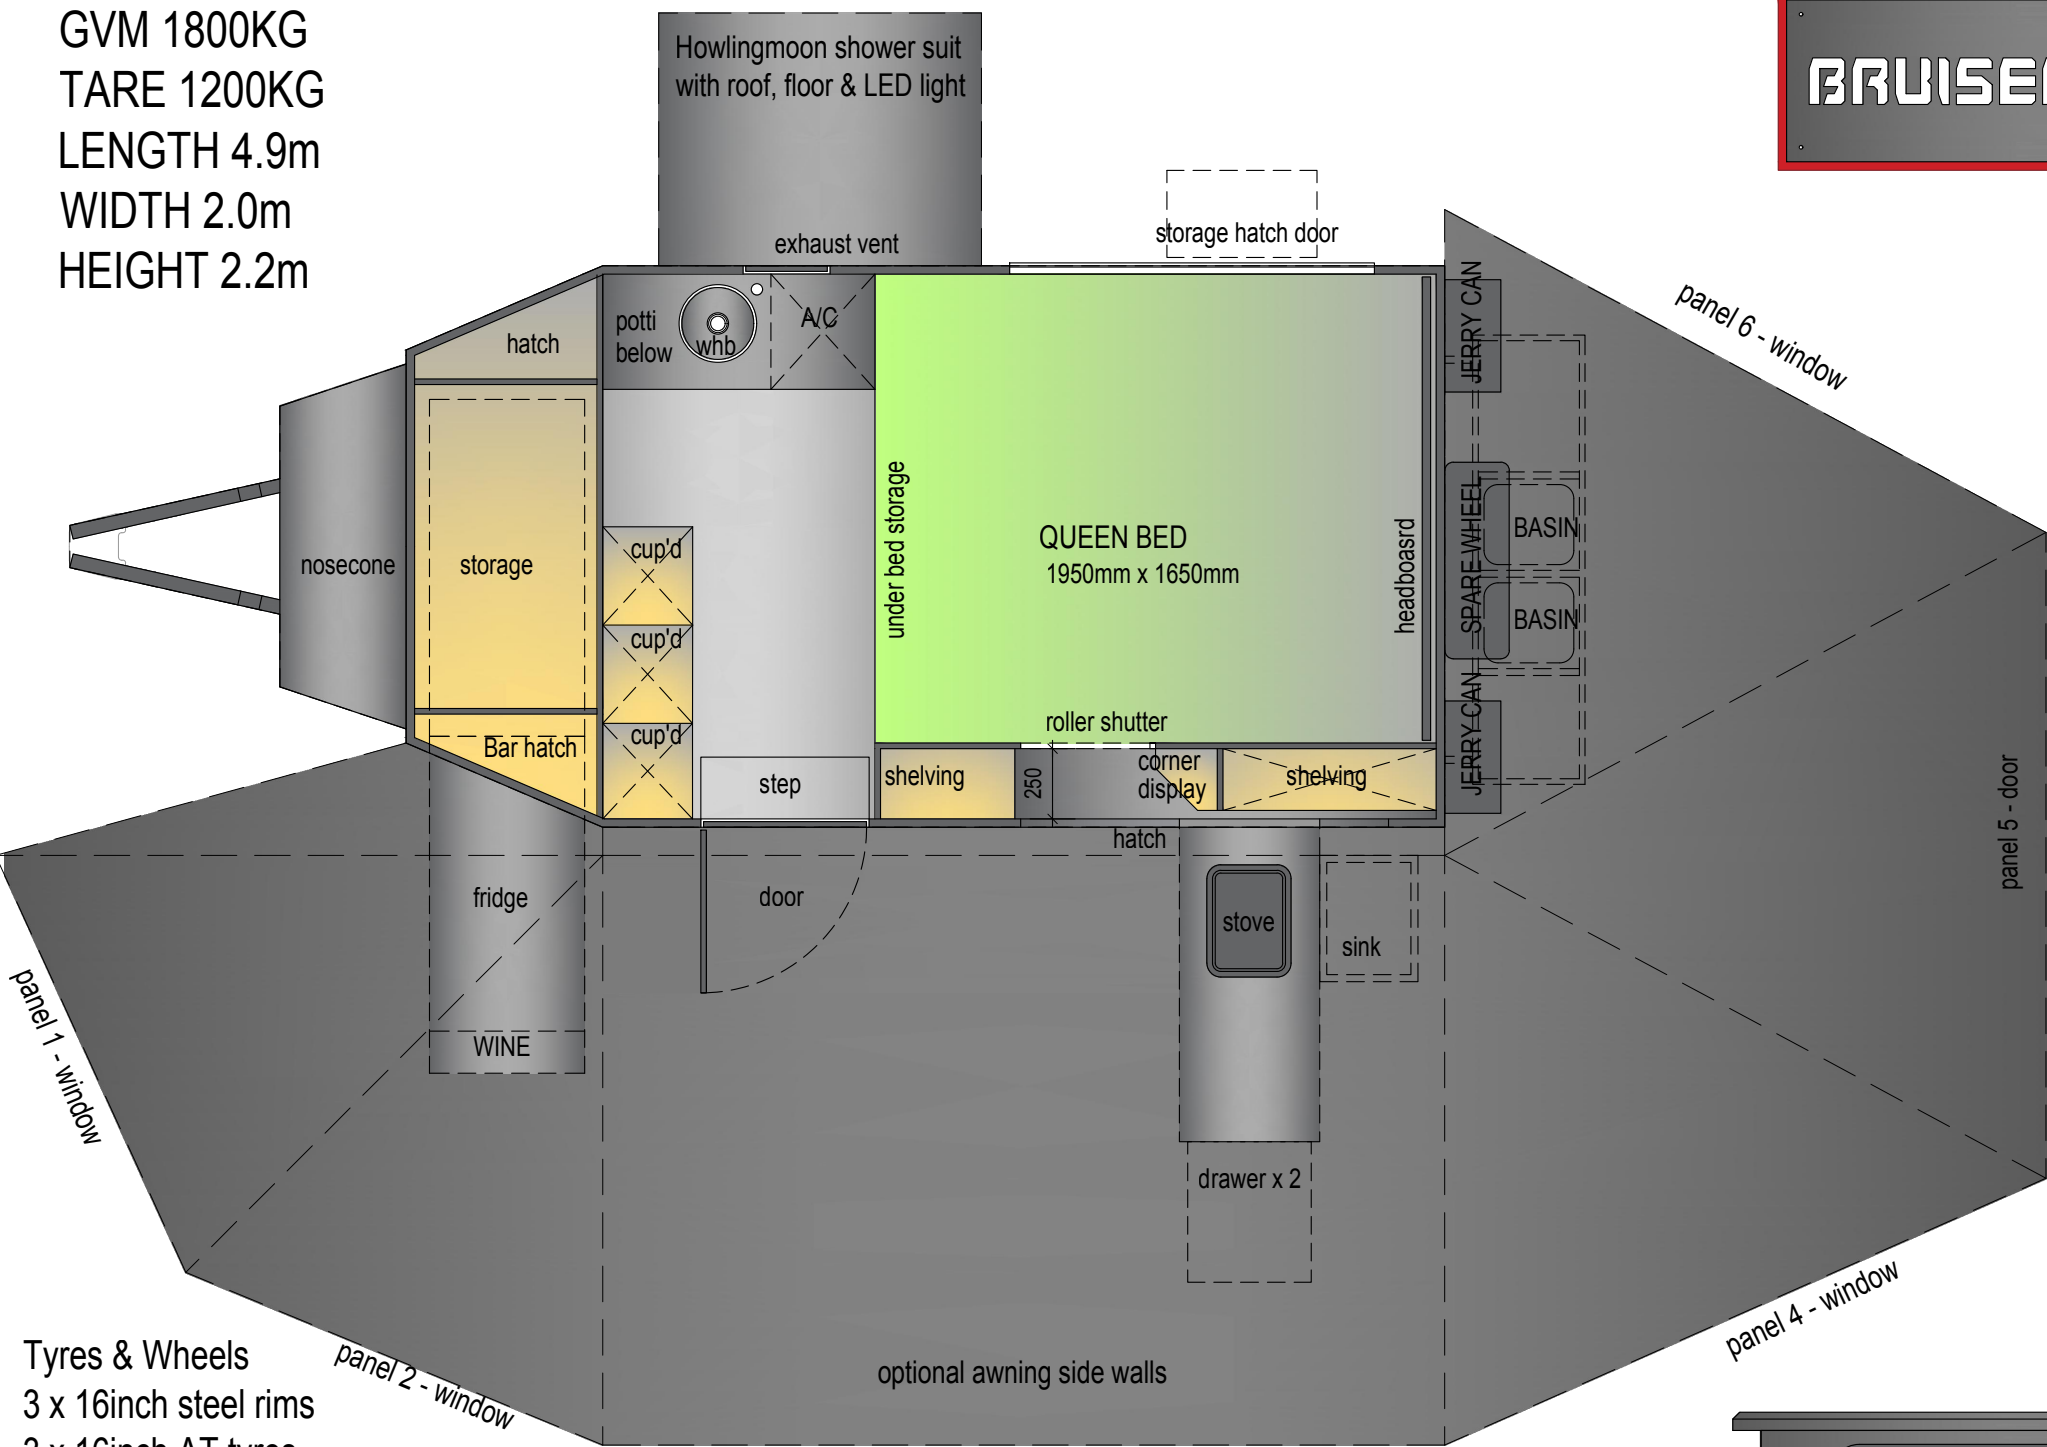 GVM 1800KG
TARE 1200KG
LENGTH 4.9m
WIDTH 2.0m
HEIGHT 2.2m
Howlingmoon shower suit
with roof, floor & LED light
exhaust vent
storage hatch door
hatch
potti
below
whb
A/C
nosecone
storage
Bar hatch
cup'd
cup'd
cup'd
step
under bed storage
QUEEN BED
1950mm x 1650mm
headboasrd
roller shutter
shelving
250
corner
display
shelving
hatch
JERRY CAN
SPARE WHEEL
JERRY CAN
BASIN
BASIN
panel 6 - window
panel 5 - door
panel 4 - window
fridge
WINE
door
stove
sink
drawer x 2
panel 1 - window
panel 2 - window
optional awning side walls
Tyres & Wheels
3 x 16inch steel rims